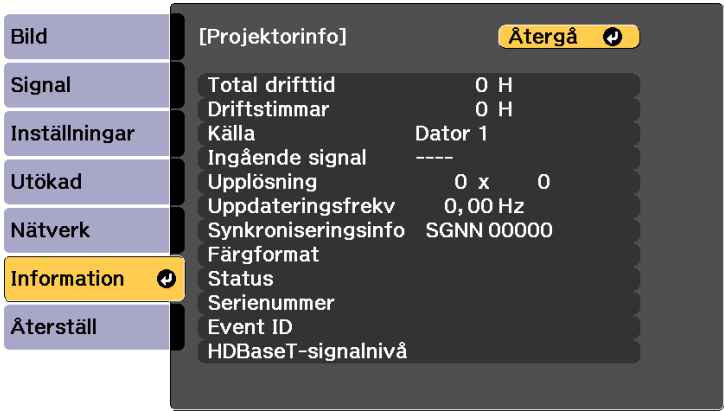 Bild
Signal
Inställningar
Utökad
Nätverk
Information
Återställ
[Projektorinfo] Återgå
Total drifttid 0 H
Driftstimmar 0 H
Källa Dator 1
Ingående signal ----
Upplösning 0 x 0
Uppdateringsfrekv 0,00 Hz
Synkroniseringsinfo SGNN 00000
Färgformat
Status
Serienummer
Event ID
HDBaseT-signalnivå